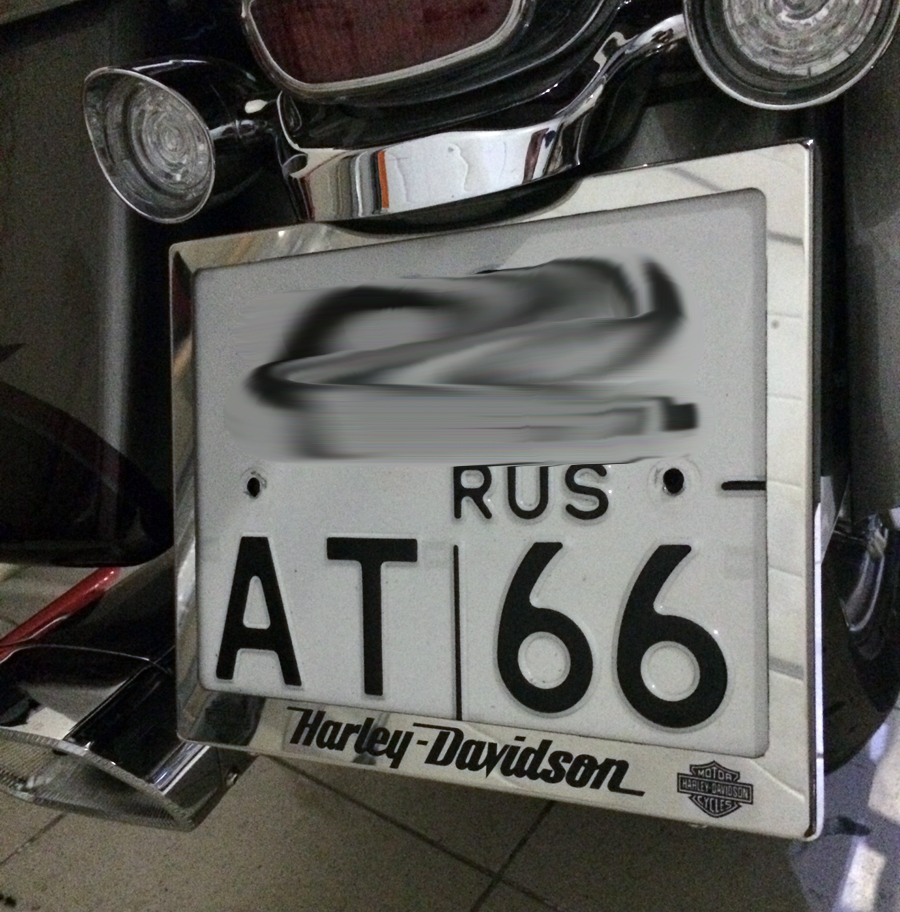 RUS
AT 66
Harley-Davidson
MOTOR
HARLEY-DAVIDSON
CYCLES